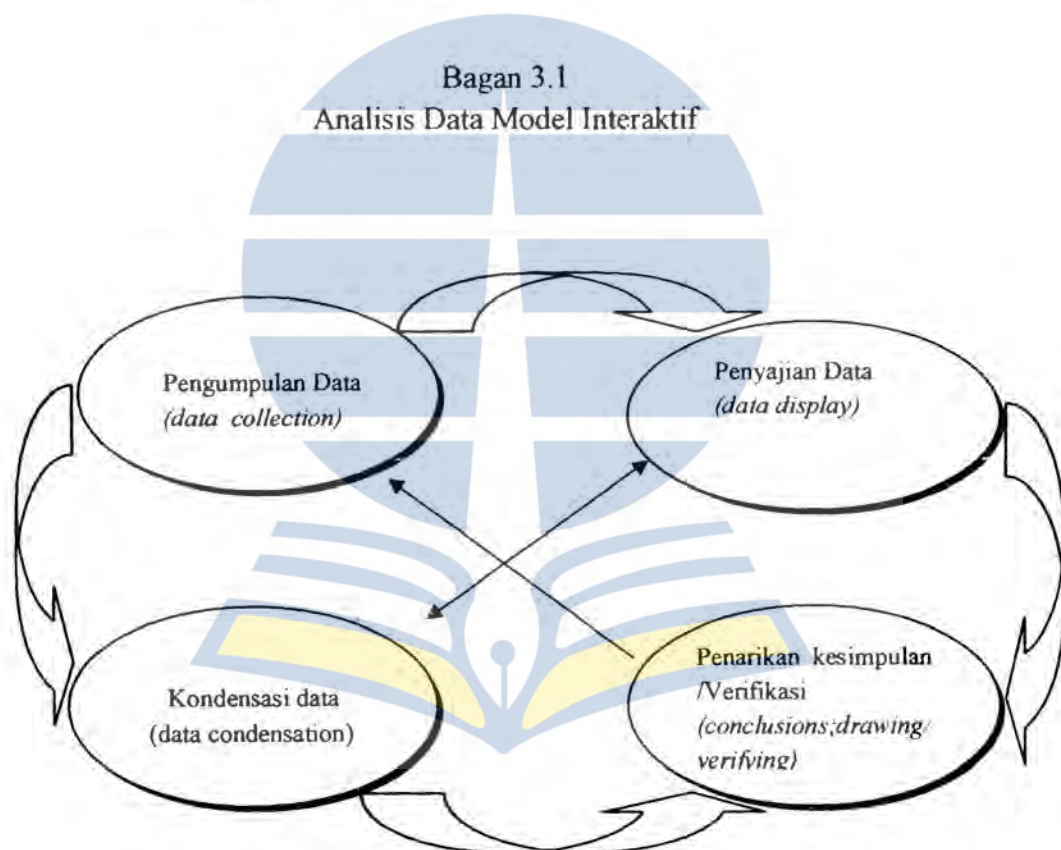 Bagan 3.1
Analisis Data Model Interaktif
Pengumpulan Data
(data collection)
Penyajian Data
(data display)
Kondensasi data
(data condensation)
Penarikan kesimpulan
/Verifikasi
(conclusions;drawing/
verifying)